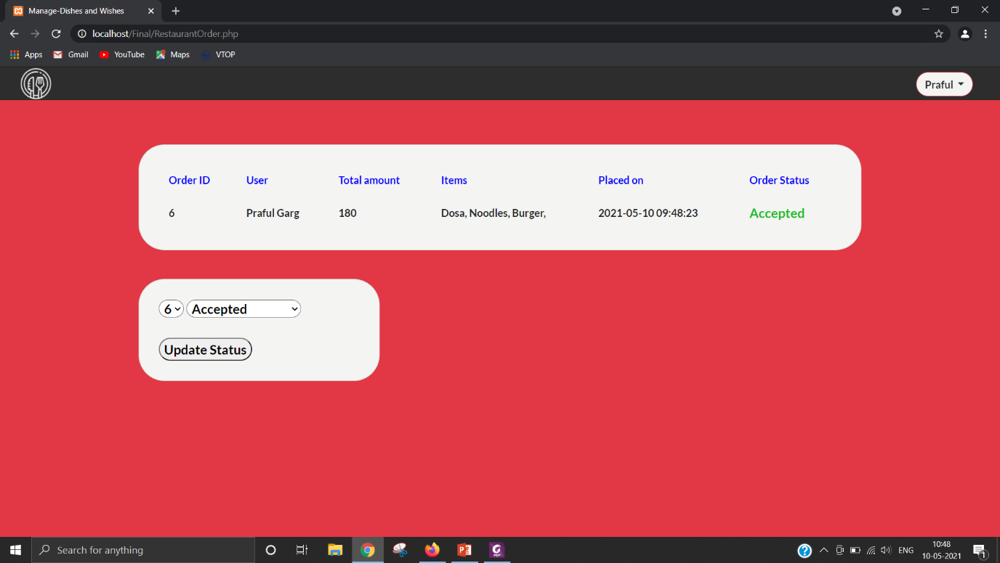 Manage-Dishes and Wishes
localhost/Final/RestaurantOrder.php
Apps Gmail YouTube Maps VTOP
Praful
Order ID User Total amount Items Placed on Order Status
6 Praful Garg 180 Dosa, Noodles, Burger, 2021-05-10 09:48:23 Accepted
6 Accepted
Update Status
Search for anything
ENG
10:48
10-05-2021
1